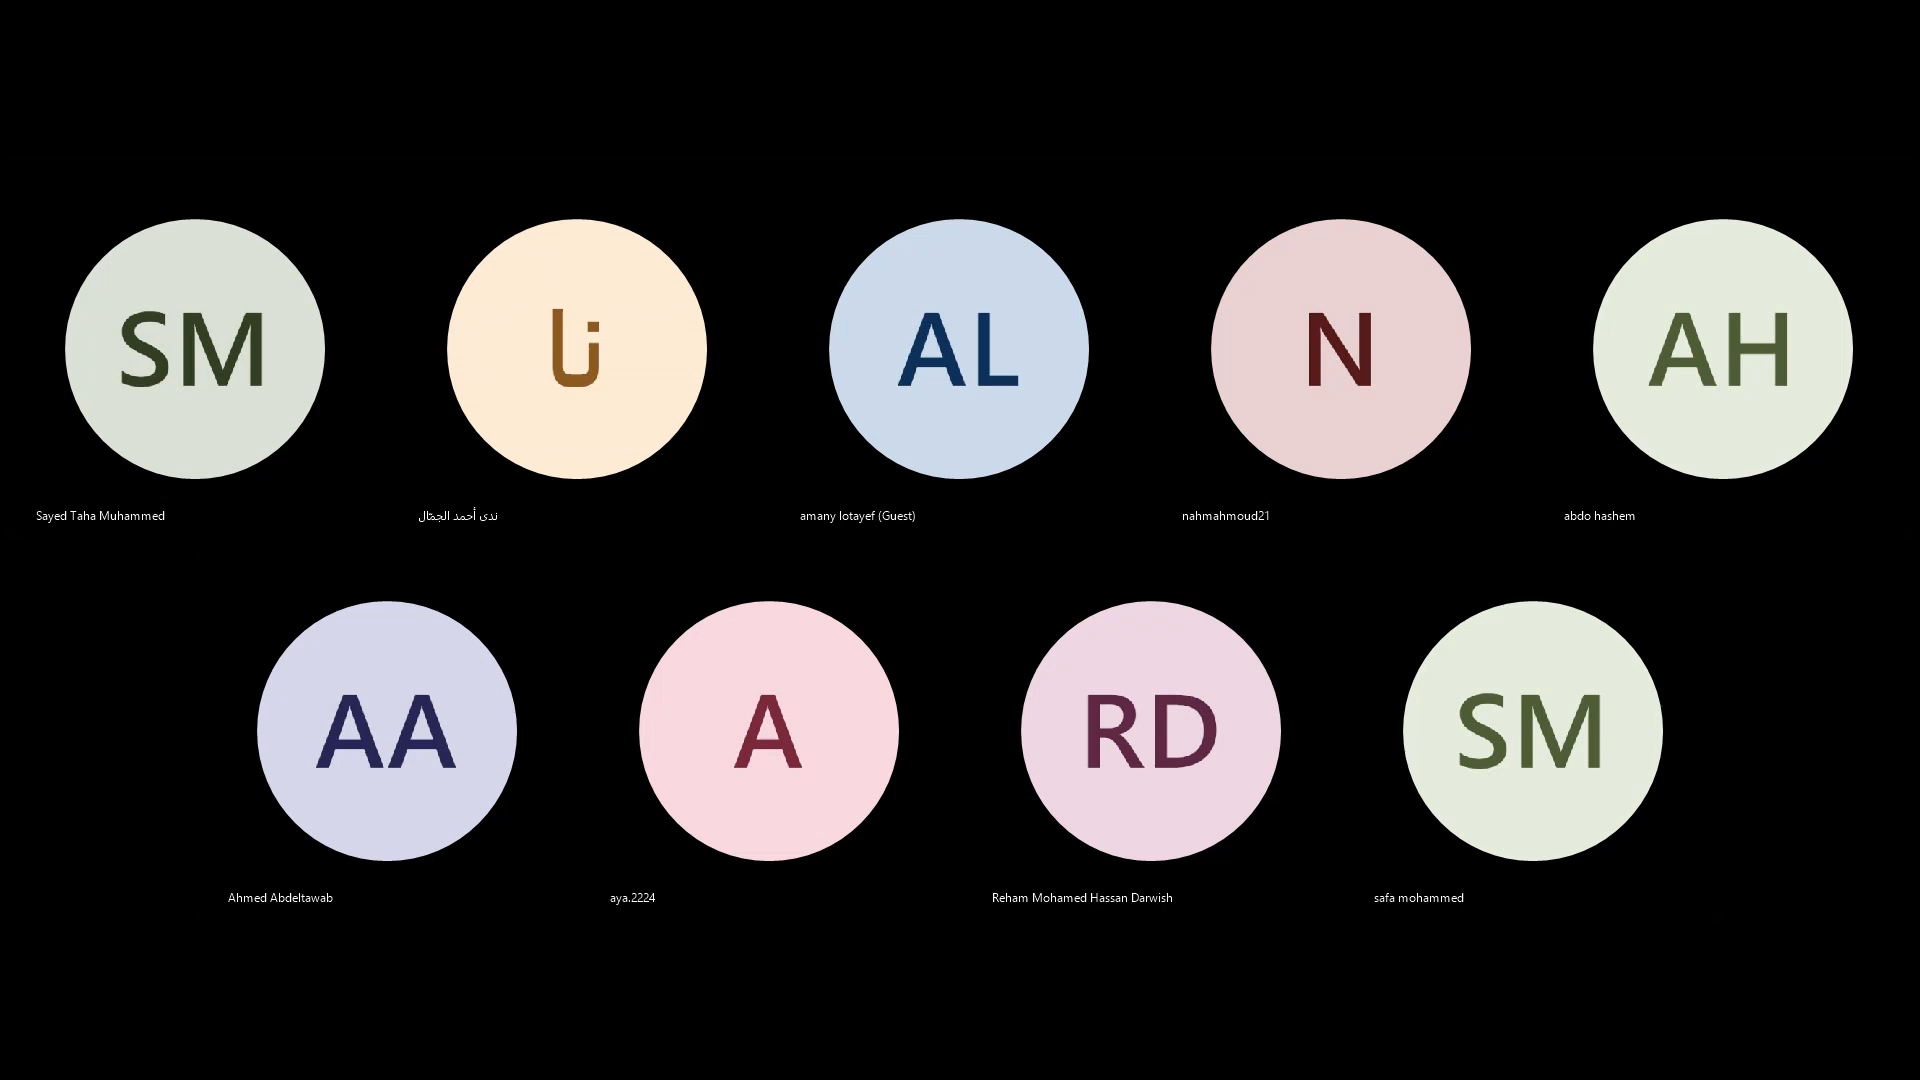 SM
نا
AL
N
AH
Sayed Taha Muhammed
ندى أحمد الجمّال
amany lotayef (Guest)
nahmahmoud21
abdo hashem
AA
A
RD
SM
Ahmed Abdeltawab
aya.2224
Reham Mohamed Hassan Darwish
safa mohammed